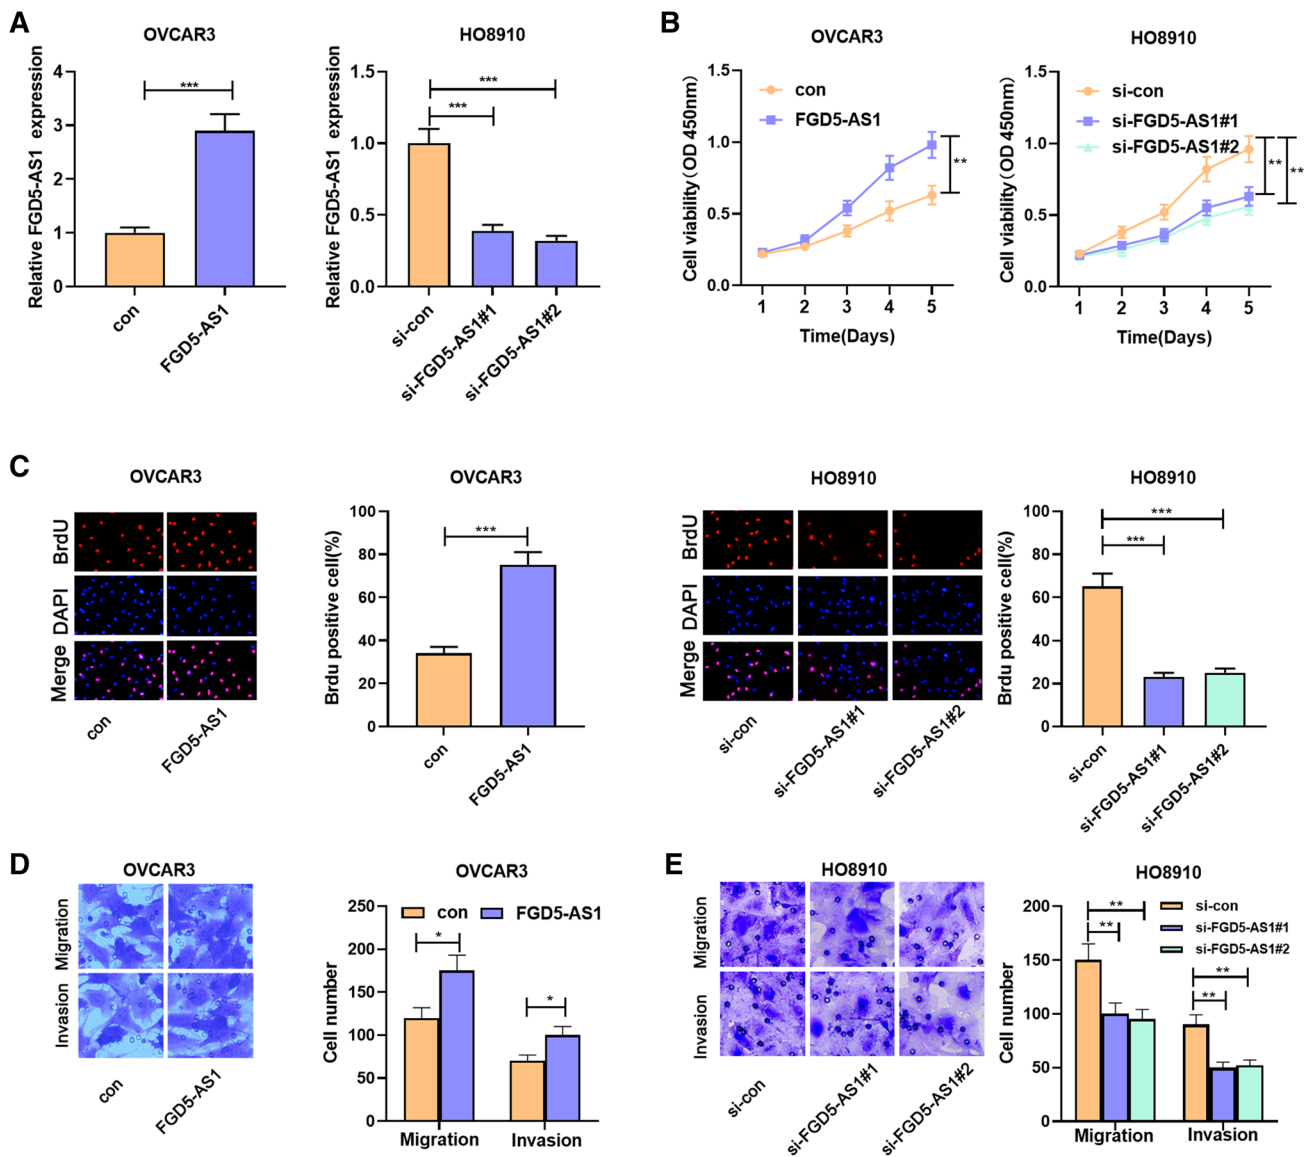 A
OVCAR3
Relative FGD5-AS1 expression
4
3
2
1
0
***
con
FGD5-AS1
HO8910
Relative FGD5-AS1 expression
1.5
1.0
0.5
0.0
***
***
si-con
si-FGD5-AS1#1
si-FGD5-AS1#2
B
OVCAR3
Cell viability (OD 450nm)
1.5
1.0
0.5
0.0
con
FGD5-AS1
**
1 2 3 4 5
Time(Days)
HO8910
Cell viability (OD 450nm)
1.5
1.0
0.5
0.0
si-con
si-FGD5-AS1#1
si-FGD5-AS1#2
**
**
1 2 3 4 5
Time(Days)
C
OVCAR3
BrdU
DAPI
Merge
con
FGD5-AS1
OVCAR3
Brdu positive cell(%)
100
80
60
40
20
0
***
con
FGD5-AS1
HO8910
BrdU
DAPI
Merge
si-con
si-FGD5-AS1#1
si-FGD5-AS1#2
HO8910
Brdu positive cell(%)
100
80
60
40
20
0
***
***
si-con
si-FGD5-AS1#1
si-FGD5-AS1#2
D
OVCAR3
Migration
Invasion
con
FGD5-AS1
OVCAR3
Cell number
250
200
150
100
50
0
con
FGD5-AS1
*
*
Migration
Invasion
E
HO8910
Migration
Invasion
si-con
si-FGD5-AS1#1
si-FGD5-AS1#2
HO8910
Cell number
200
150
100
50
0
si-con
si-FGD5-AS1#1
si-FGD5-AS1#2
**
**
**
**
Migration
Invasion